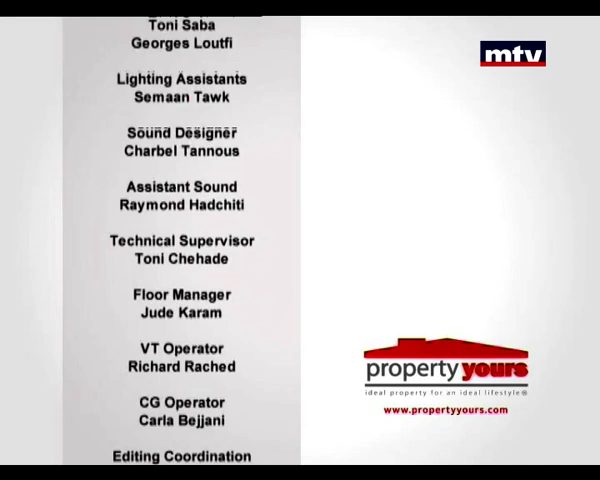 Toni Saba
Georges Loutfi
Lighting Assistants
Semaan Tawk
Sound Designer
Charbel Tannous
Assistant Sound
Raymond Hadchiti
Technical Supervisor
Toni Chehade
Floor Manager
Jude Karam
VT Operator
Richard Rached
CG Operator
Carla Bejjani
Editing Coordination
mtv
property yours
ideal property for an ideal lifestyle®
www.propertyyours.com